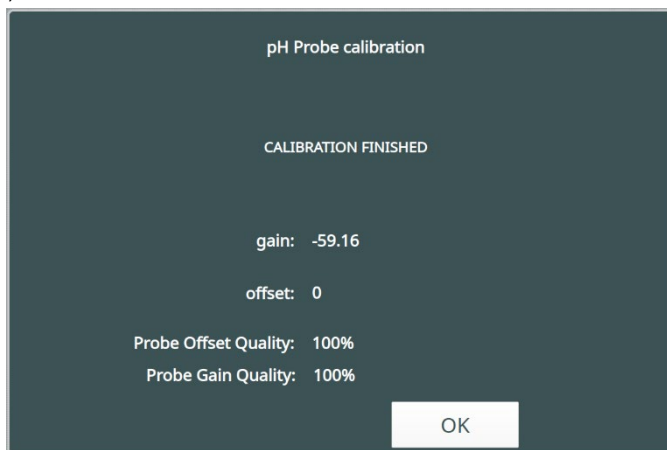 pH Probe calibration
CALIBRATION FINISHED
gain: -59.16
offset: 0
Probe Offset Quality: 100%
Probe Gain Quality: 100%
OK